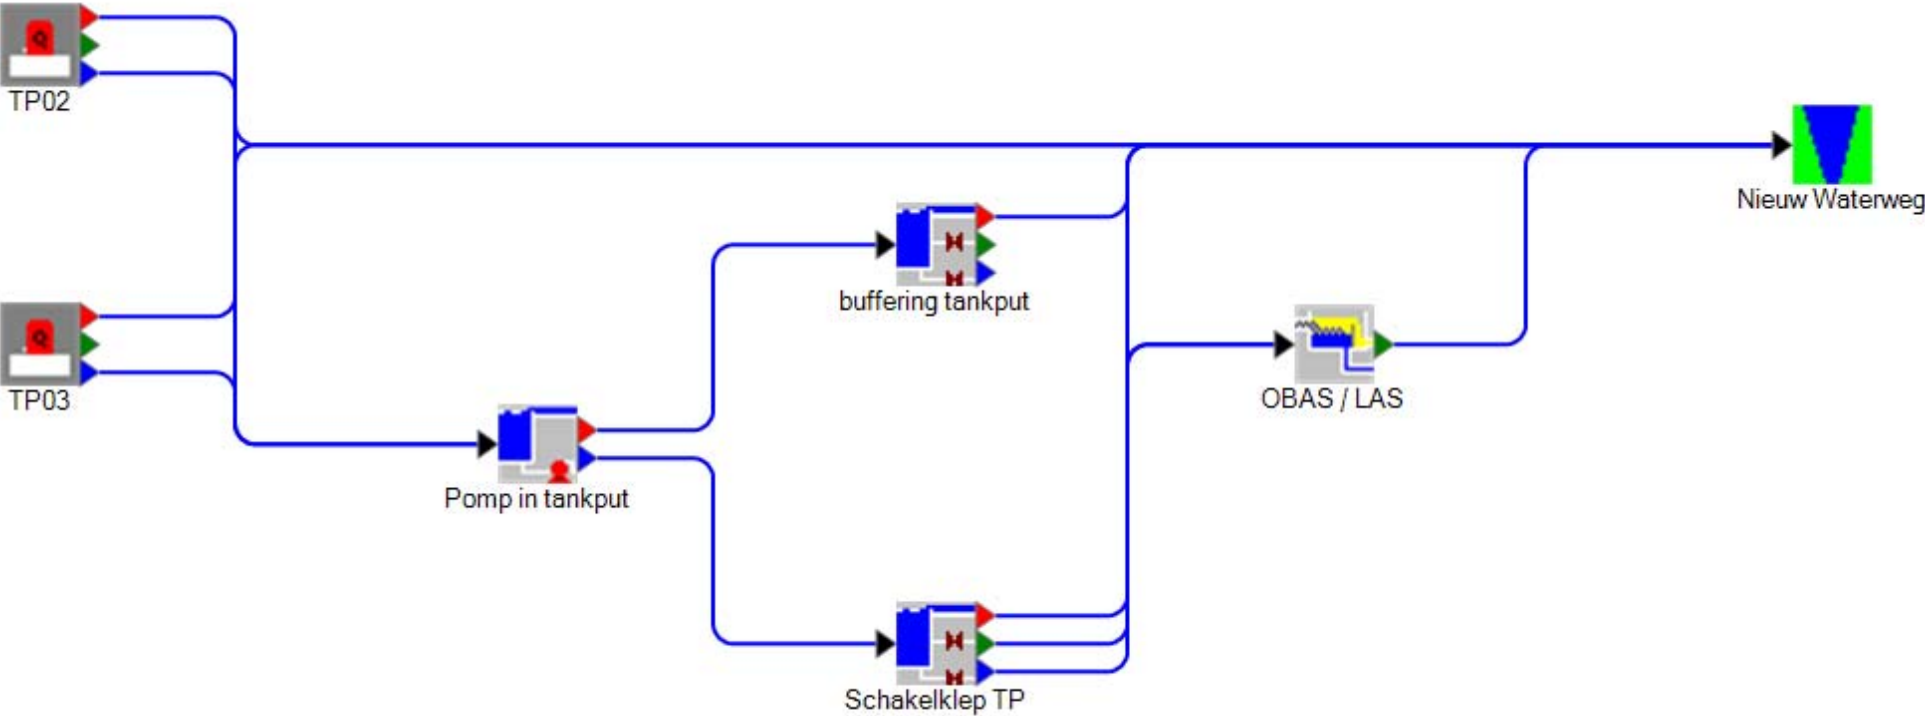 Q
TP02
Nieuw Waterweg
buffering tankput
Q
TP03
OBAS / LAS
Pomp in tankput
Schakelklep TP